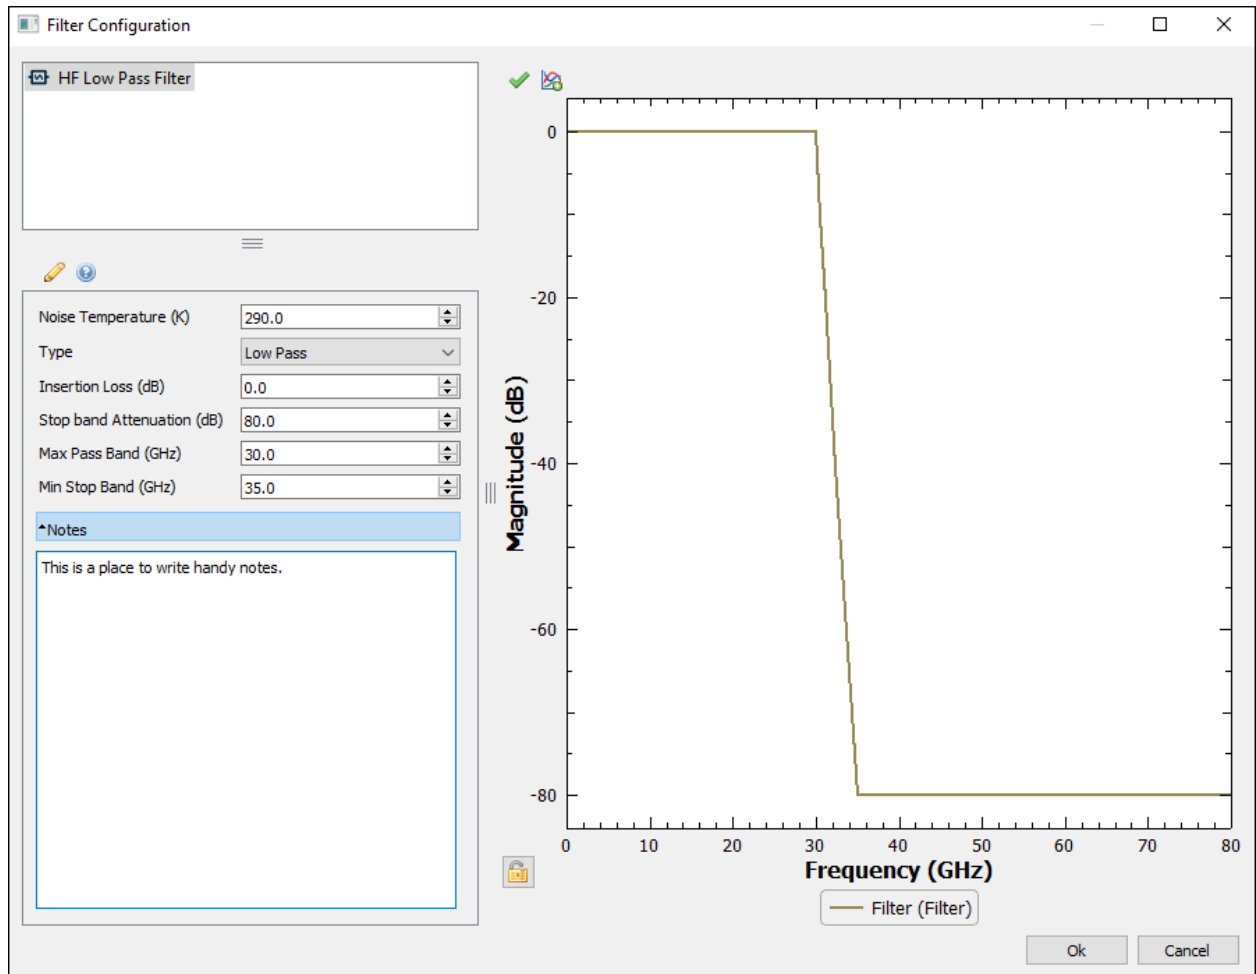 Filter Configuration
HF Low Pass Filter
Noise Temperature (K) 290.0
Type Low Pass
Insertion Loss (dB) 0.0
Stop band Attenuation (dB) 80.0
Max Pass Band (GHz) 30.0
Min Stop Band (GHz) 35.0
Notes
This is a place to write handy notes.
Magnitude (dB)
0
-20
-40
-60
-80
0 10 20 30 40 50 60 70 80
Frequency (GHz)
Filter (Filter)
Ok Cancel